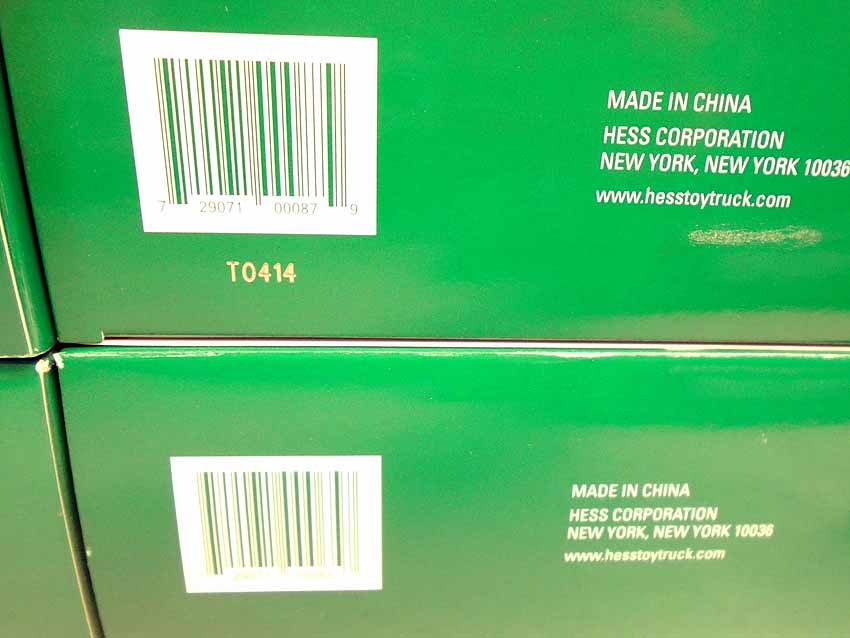 7 29071 00087 9
T0414
MADE IN CHINA
HESS CORPORATION
NEW YORK, NEW YORK 10036
www.hesstoytruck.com
MADE IN CHINA
HESS CORPORATION
NEW YORK, NEW YORK 10036
www.hesstoytruck.com